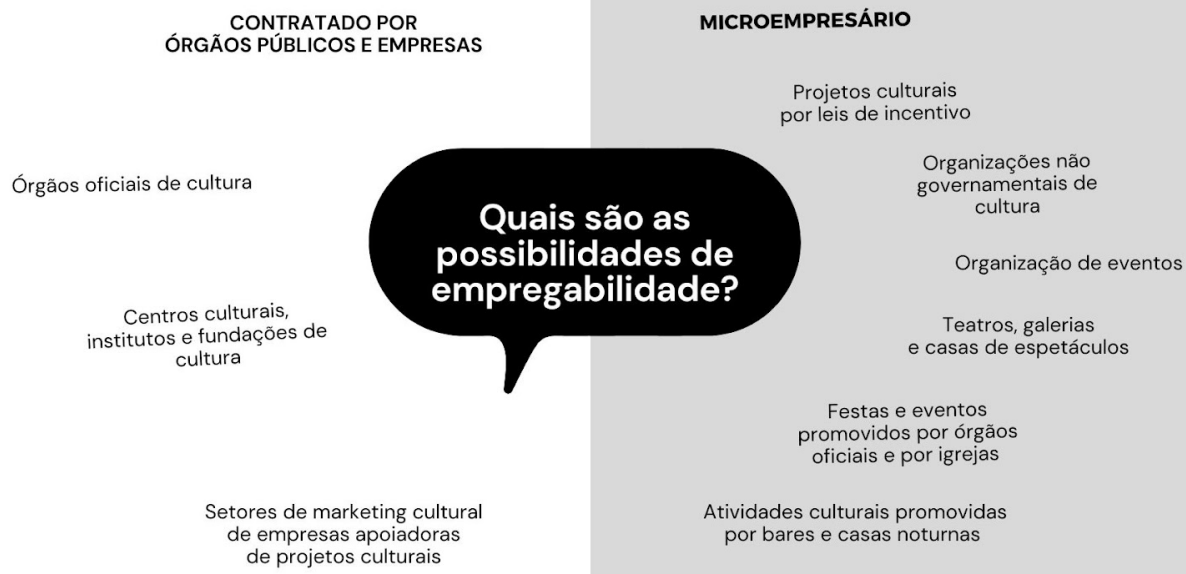 CONTRATADO POR
ÓRGÃOS PÚBLICOS E EMPRESAS
Órgãos oficiais de cultura
Centros culturais,
institutos e fundações de
cultura
Setores de marketing cultural
de empresas apoiadoras
de projetos culturais
Quais são as
possibilidades de
empregabilidade?
MICROEMPRESÁRIO
Projetos culturais
por leis de incentivo
Organizações não
governamentais de
cultura
Organização de eventos
Teatros, galerias
e casas de espetáculos
Festas e eventos
promovidos por órgãos
oficiais e por igrejas
Atividades culturais promovidas
por bares e casas noturnas